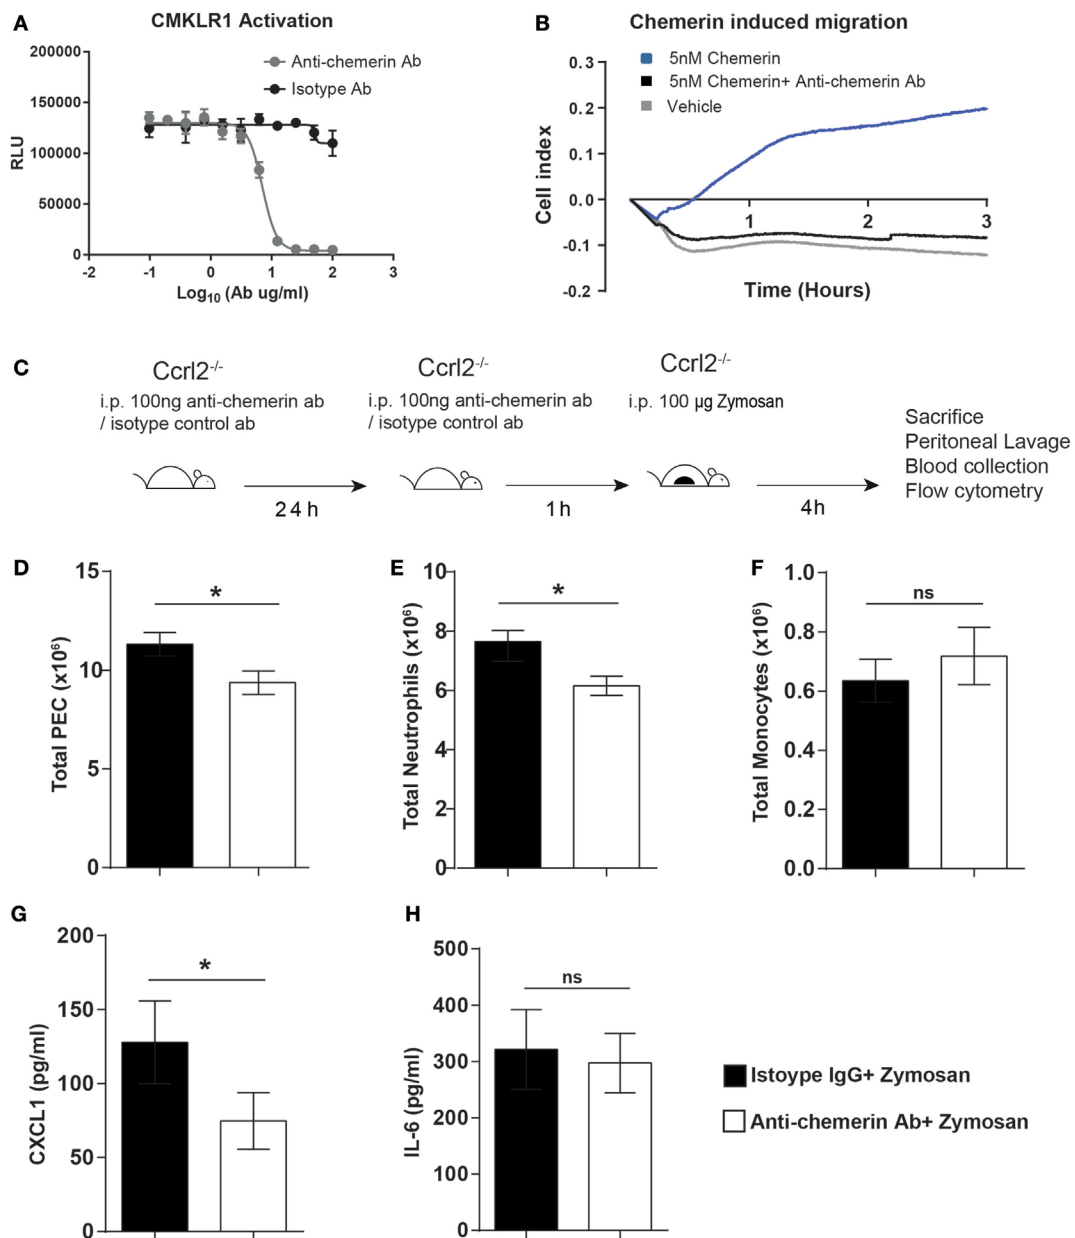 A
CMKLR1 Activation
200000
150000
100000
50000
0
RLU
-2
-1
0
1
2
3
Log10 (Ab ug/ml)
Anti-chemerin Ab
Isotype Ab
B
Chemerin induced migration
5nM Chemerin
5nM Chemerin+ Anti-chemerin Ab
Vehicle
0.3
0.2
0.1
0.0
-0.1
-0.2
Cell index
1
2
3
Time (Hours)
C
Ccrl2-/-
i.p. 100ng anti-chemerin ab
/ isotype control ab
24h
Ccrl2-/-
i.p. 100ng anti-chemerin ab
/ isotype control ab
1h
Ccrl2-/-
i.p. 100 µg Zymosan
4h
Sacrifice
Peritoneal Lavage
Blood collection
Flow cytometry
D
15
10
5
0
Total PEC (x10⁶)
*
E
10
8
6
4
2
0
Total Neutrophils (x10⁶)
*
F
1.0
0.8
0.6
0.4
0.2
0.0
Total Monocytes (x10⁶)
ns
G
200
150
100
50
0
CXCL1 (pg/ml)
*
H
500
400
300
200
100
0
IL-6 (pg/ml)
ns
Istoype IgG+ Zymosan
Anti-chemerin Ab+ Zymosan